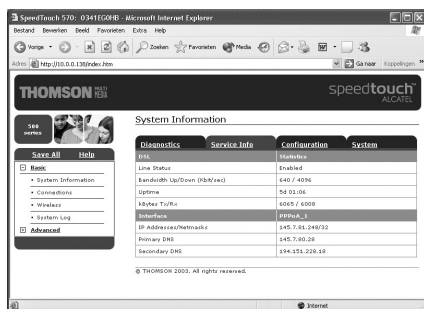 SpeedTouch 570: 0341EG0HB - Microsoft Internet Explorer
Bestand Bewerken Beeld Favorieten Extra Help
Vorige Zoeken Favorieten Media
Adres http://10.0.0.138/index.htm Ga naar Koppelingen
THOMSON MULTI MEDIA speedtouch™
ALCATEL
500 series
System Information
Diagnostics Service Info Configuration System
Save All Help
Basic
System Information
Connections
Wireless
System Log
Advanced
DSL Statistics
Line Status Enabled
Bandwidth Up/Down (Kbit/sec) 640 / 4096
Uptime 5d 01:06
kBytes Tx/Rx 6065 / 6008
Interface PPPoA_1
IP Addresses/Netmasks 145.7.81.248/32
Primary DNS 145.7.80.28
Secondary DNS 194.151.228.18
© THOMSON 2003. All rights reserved.
Internet